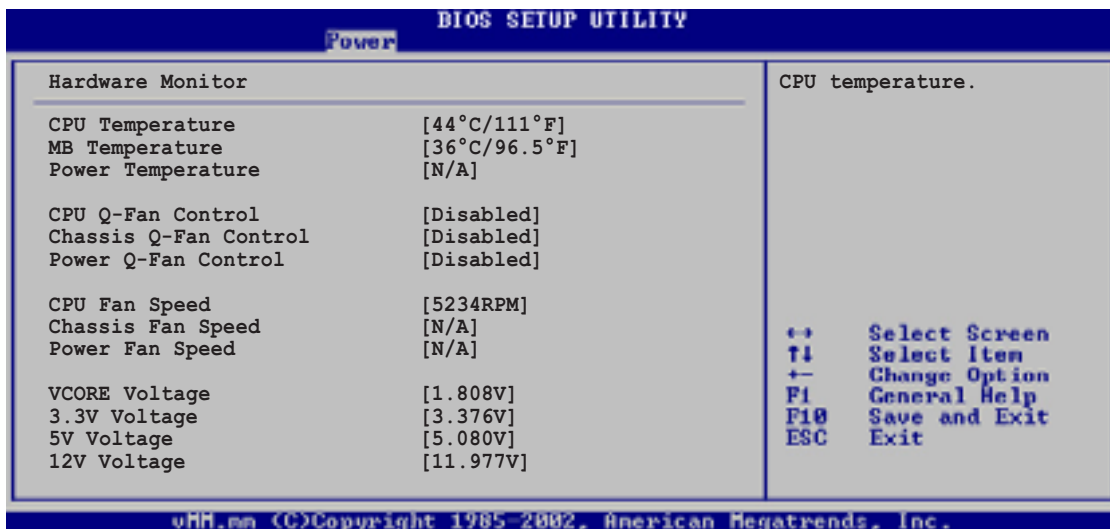 BIOS SETUP UTILITY
Power
Hardware Monitor
CPU Temperature [44°C/111°F]
MB Temperature [36°C/96.5°F]
Power Temperature [N/A]
CPU Q-Fan Control [Disabled]
Chassis Q-Fan Control [Disabled]
Power Q-Fan Control [Disabled]
CPU Fan Speed [5234RPM]
Chassis Fan Speed [N/A]
Power Fan Speed [N/A]
VCORE Voltage [1.808V]
3.3V Voltage [3.376V]
5V Voltage [5.080V]
12V Voltage [11.977V]
CPU temperature.
←→ Select Screen
↑↓ Select Item
+- Change Option
F1 General Help
F10 Save and Exit
ESC Exit
vMM.mm (C)Copyright 1985-2002, American Megatrends, Inc.